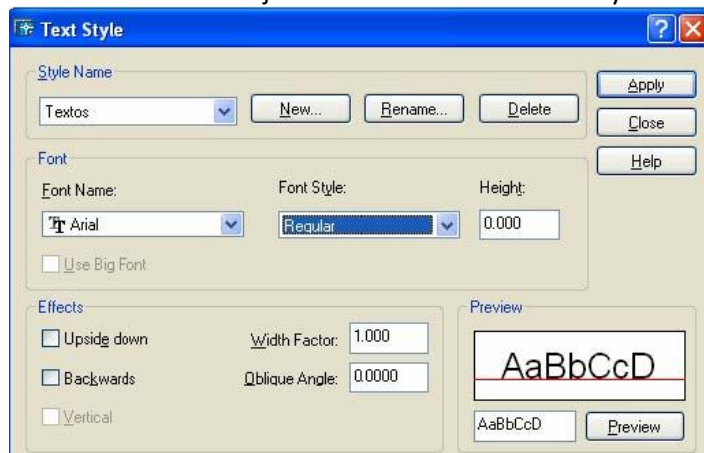 Text Style
Style Name
Textos New... Rename... Delete
Apply
Close
Help
Font
Font Name: Font Style: Height:
Arial Regular 0.000
Use Big Font
Effects
Upside down Width Factor: 1.000
Backwards Oblique Angle: 0.0000
Vertical
Preview
AaBbCcD
AaBbCcD Preview